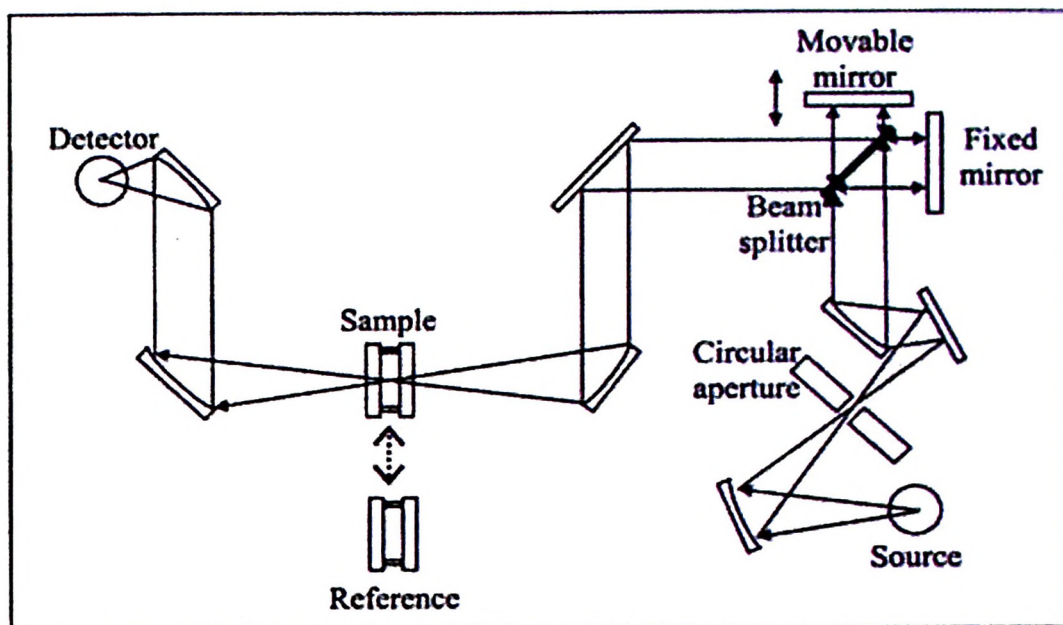 Movable
mirror
Detector
Fixed
mirror
Beam
splitter
Sample
Circular
aperture
Source
Reference